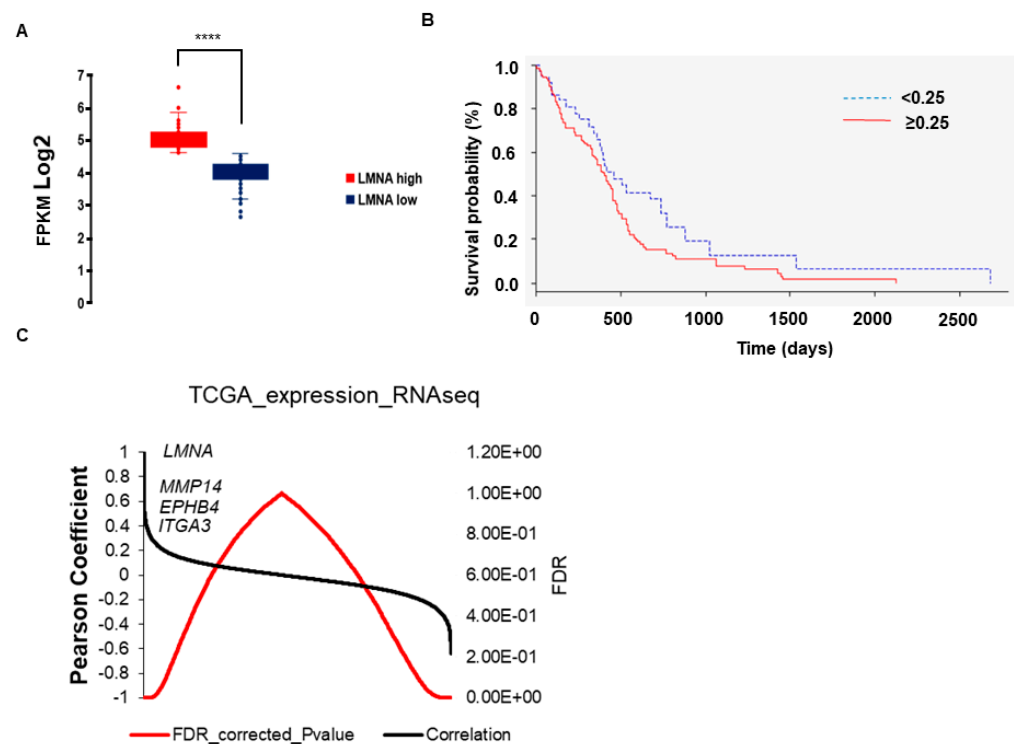 A
****
7
6
5
4
3
2
1
0
FPKM Log2
LMNA high
LMNA low
B
1.0
0.8
0.6
0.4
0.2
0.0
Survival probability (%)
<0.25
≥0.25
0 500 1000 1500 2000 2500
Time (days)
C
TCGA_expression_RNAseq
1
0.8
0.6
0.4
0.2
0
-0.2
-0.4
-0.6
-0.8
-1
Pearson Coefficient
LMNA
MMP14
EPHB4
ITGA3
1.20E+00
1.00E+00
8.00E-01
6.00E-01
4.00E-01
2.00E-01
0.00E+00
FDR
FDR_corrected_Pvalue
Correlation